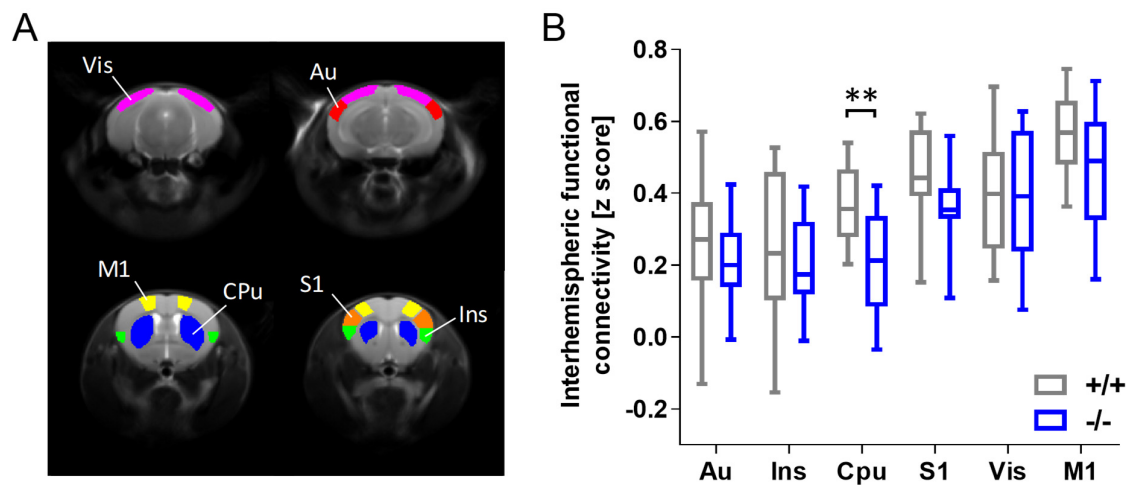 A
Vis
Au
M1
CPu
S1
Ins
B
Interhemispheric functional
connectivity [z score]
0.8
0.6
0.4
0.2
0.0
-0.2
**
+/+
-/-
Au Ins Cpu S1 Vis M1